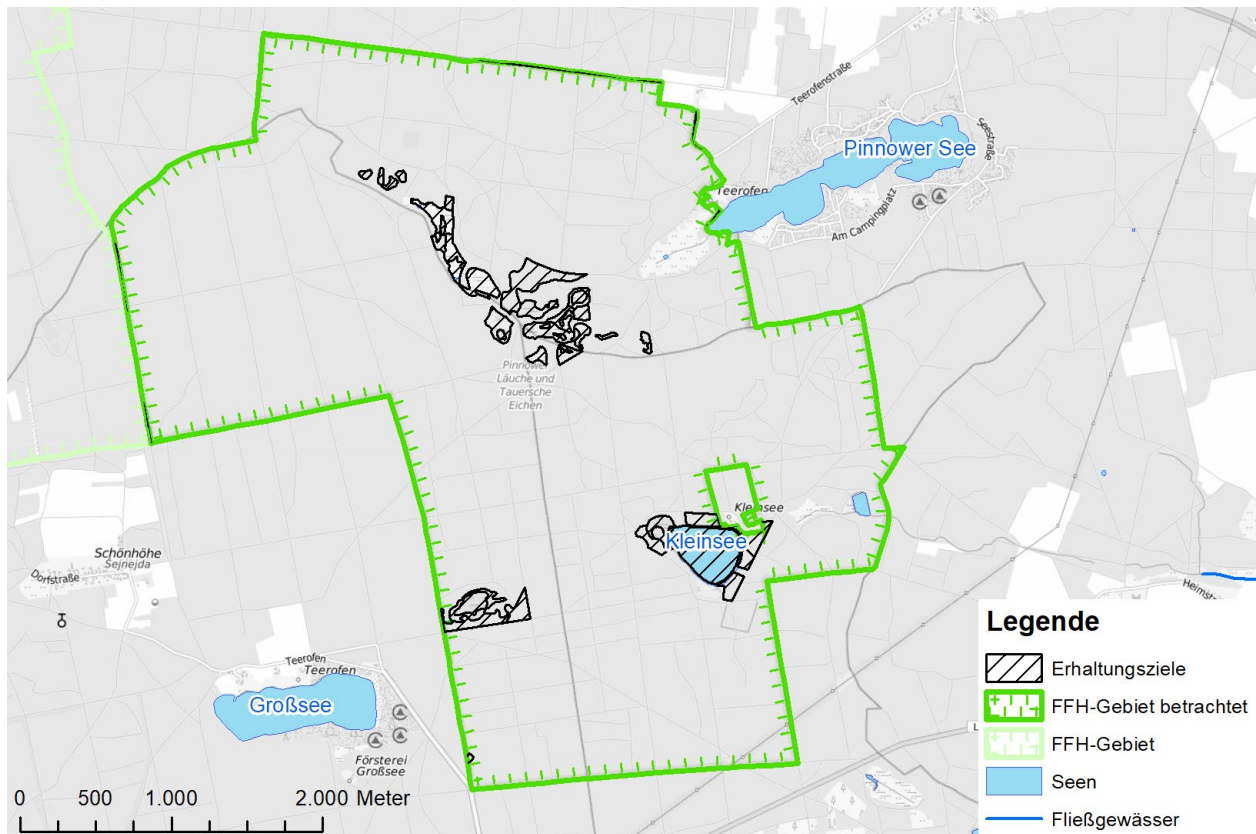 Teerofenstraße
Seestraße
Pinnower See
Teerofen
Am Campingplatz
Pinnower
Läuche und
Tauersche
Eichen
Kleinsee
Kleinsee
Schönhöhe
Sejnejda
Dorfstraße
Teerofen
Teerofen
Großsee
Försterei
Großsee
Heimst
L
0 500 1.000 2.000 Meter
Legende
Erhaltungsziele
FFH-Gebiet betrachtet
FFH-Gebiet
Seen
Fließgewässer